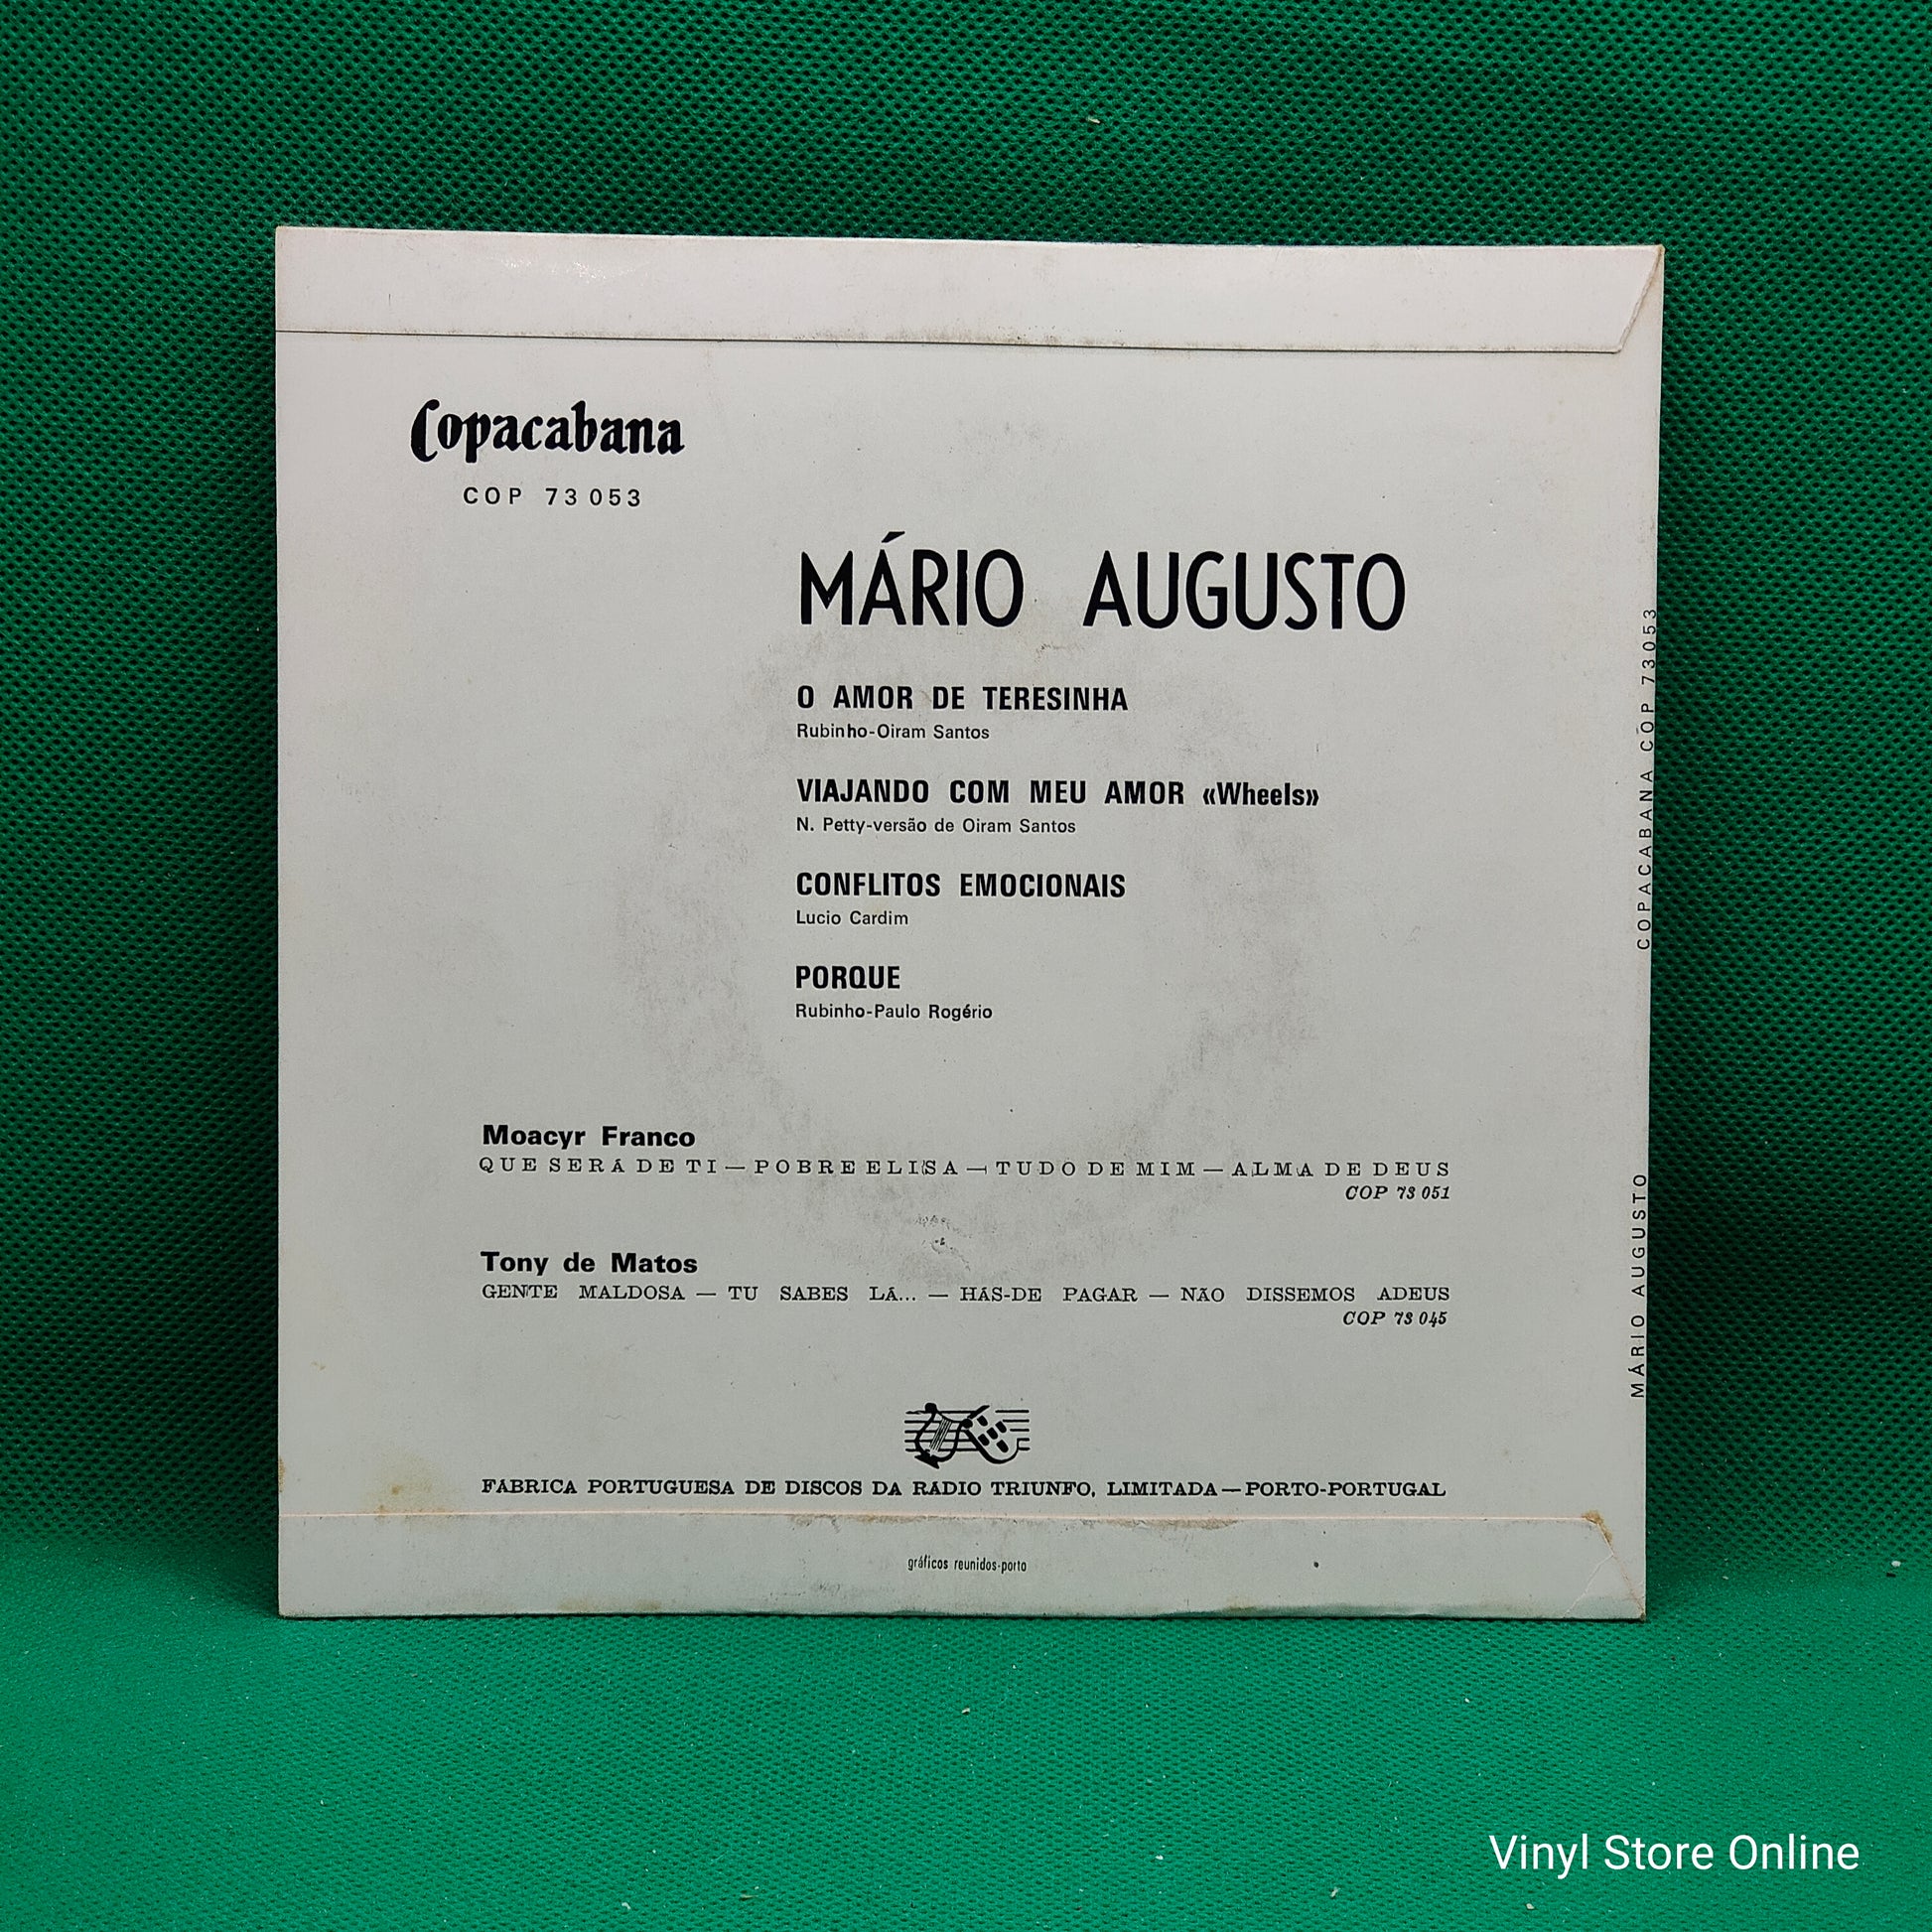 Copacabana
COP 73 053
MÁRIO AUGUSTO
O AMOR DE TERESINHA
Rubinho-Oiram Santos
VIAJANDO COM MEU AMOR «Wheels»
N. Petty-versão de Oiram Santos
CONFLITOS EMOCIONAIS
Lucio Cardim
PORQUE
Rubinho-Paulo Rogério
Moacyr Franco
QUE SERÁ DE TI — POBRE ELISA — TUDO DE MIM — ALMA DE DEUS
COP 73 051
Tony de Matos
GENTE MALDOSA — TU SABES LÁ... — HÁS-DE PAGAR — NÃO DISSEMOS ADEUS
COP 73 045
FÁBRICA PORTUGUESA DE DISCOS DA RÁDIO TRIUNFO, LIMITADA — PORTO-PORTUGAL
gráficos reunidos-porto
MÁRIO AUGUSTO COPACABANA COP 73053
Vinyl Store Online